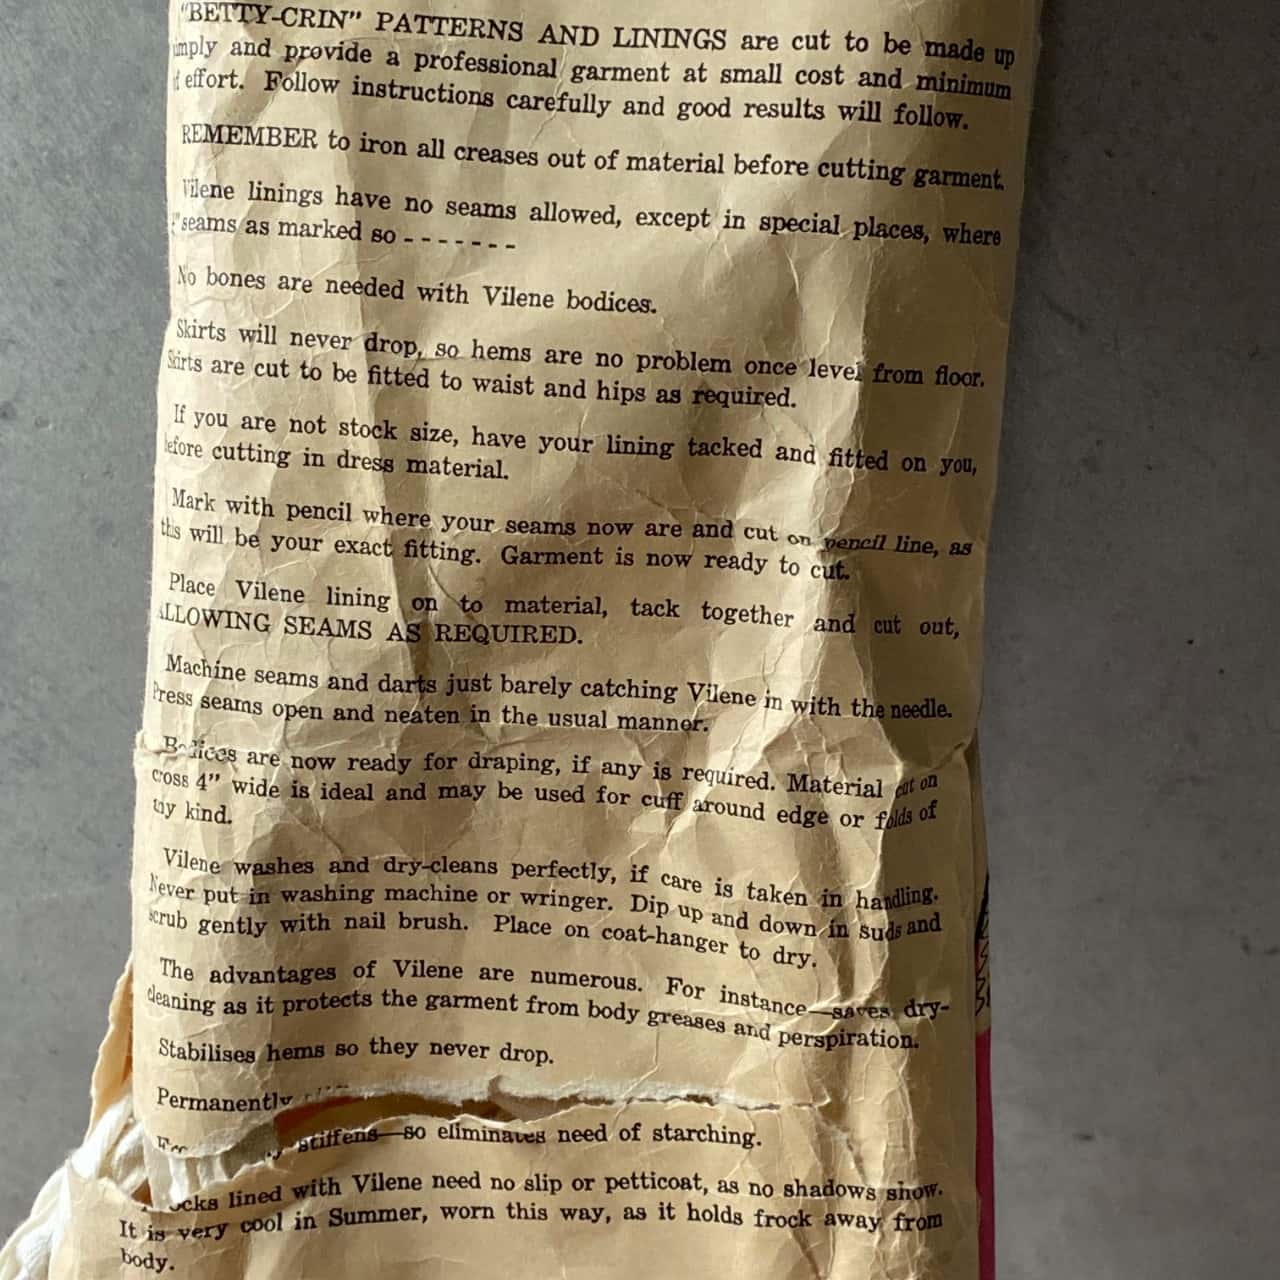 "BETTY-CRIN" PATTERNS AND LININGS are cut to be made up
mply and provide a professional garment at small cost and minimum
f effort. Follow instructions carefully and good results will follow.
REMEMBER to iron all creases out of material before cutting garment.
Vilene linings have no seams allowed, except in special places, where
" seams as marked so - - - - - - -
No bones are needed with Vilene bodices.
Skirts will never drop, so hems are no problem once level from floor.
Skirts are cut to be fitted to waist and hips as required.
If you are not stock size, have your lining tacked and fitted on you,
efore cutting in dress material.
Mark with pencil where your seams now are and cut on pencil line, as
this will be your exact fitting. Garment is now ready to cut.
Place Vilene lining on to material, tack together and cut out,
ALLOWING SEAMS AS REQUIRED.
Machine seams and darts just barely catching Vilene in with the needle.
Press seams open and neaten in the usual manner.
Bodices are now ready for draping, if any is required. Material cut on
cross 4" wide is ideal and may be used for cuff around edge or folds of
any kind.
Vilene washes and dry-cleans perfectly, if care is taken in handling.
Never put in washing machine or wringer. Dip up and down in suds and
scrub gently with nail brush. Place on coat-hanger to dry.
The advantages of Vilene are numerous. For instance—saves dry-
cleaning as it protects the garment from body greases and perspiration.
Stabilises hems so they never drop.
Permanently stiffens—so eliminates need of starching.
ocks lined with Vilene need no slip or petticoat, as no shadows show.
It is very cool in Summer, worn this way, as it holds frock away from
body.